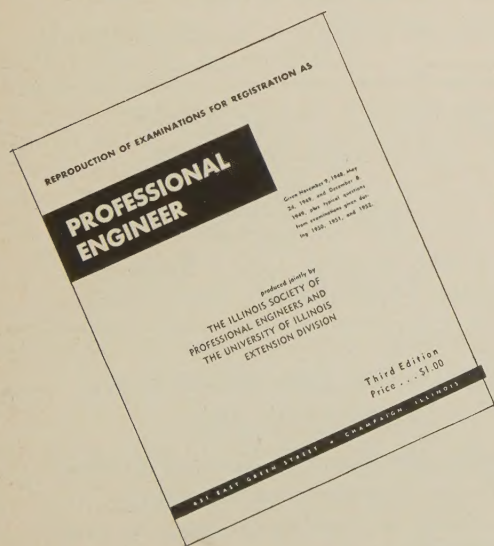 REPRODUCTION OF EXAMINATIONS FOR REGISTRATION AS
PROFESSIONAL
ENGINEER
Given November 9, 1948, May
24, 1949, and December 8,
1949, plus typical questions
from examinations given dur-
ing 1950, 1951, and 1952.
produced jointly by
THE ILLINOIS SOCIETY OF
PROFESSIONAL ENGINEERS AND
THE UNIVERSITY OF ILLINOIS
EXTENSION DIVISION
Third Edition
Price . . . $1.00
631 EAST GREEN STREET • CHAMPAIGN ILLINOIS